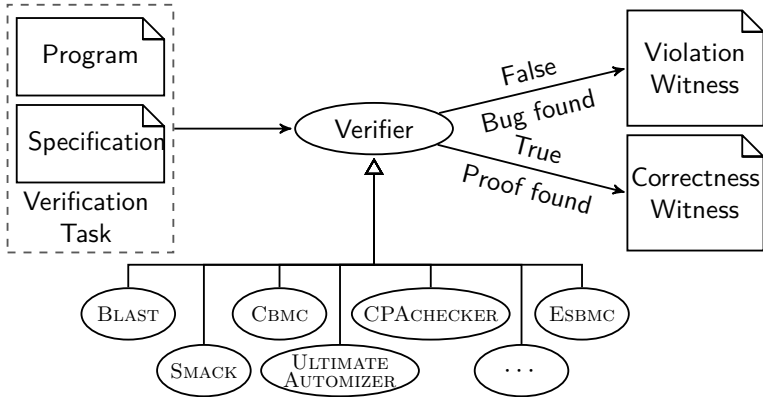 Program
Specification
Verification
Task
Verifier
False
Bug found
True
Proof found
Violation
Witness
Correctness
Witness
BLAST
CBMC
CPACHECKER
ESBMC
SMACK
ULTIMATE
AUTOMIZER
···